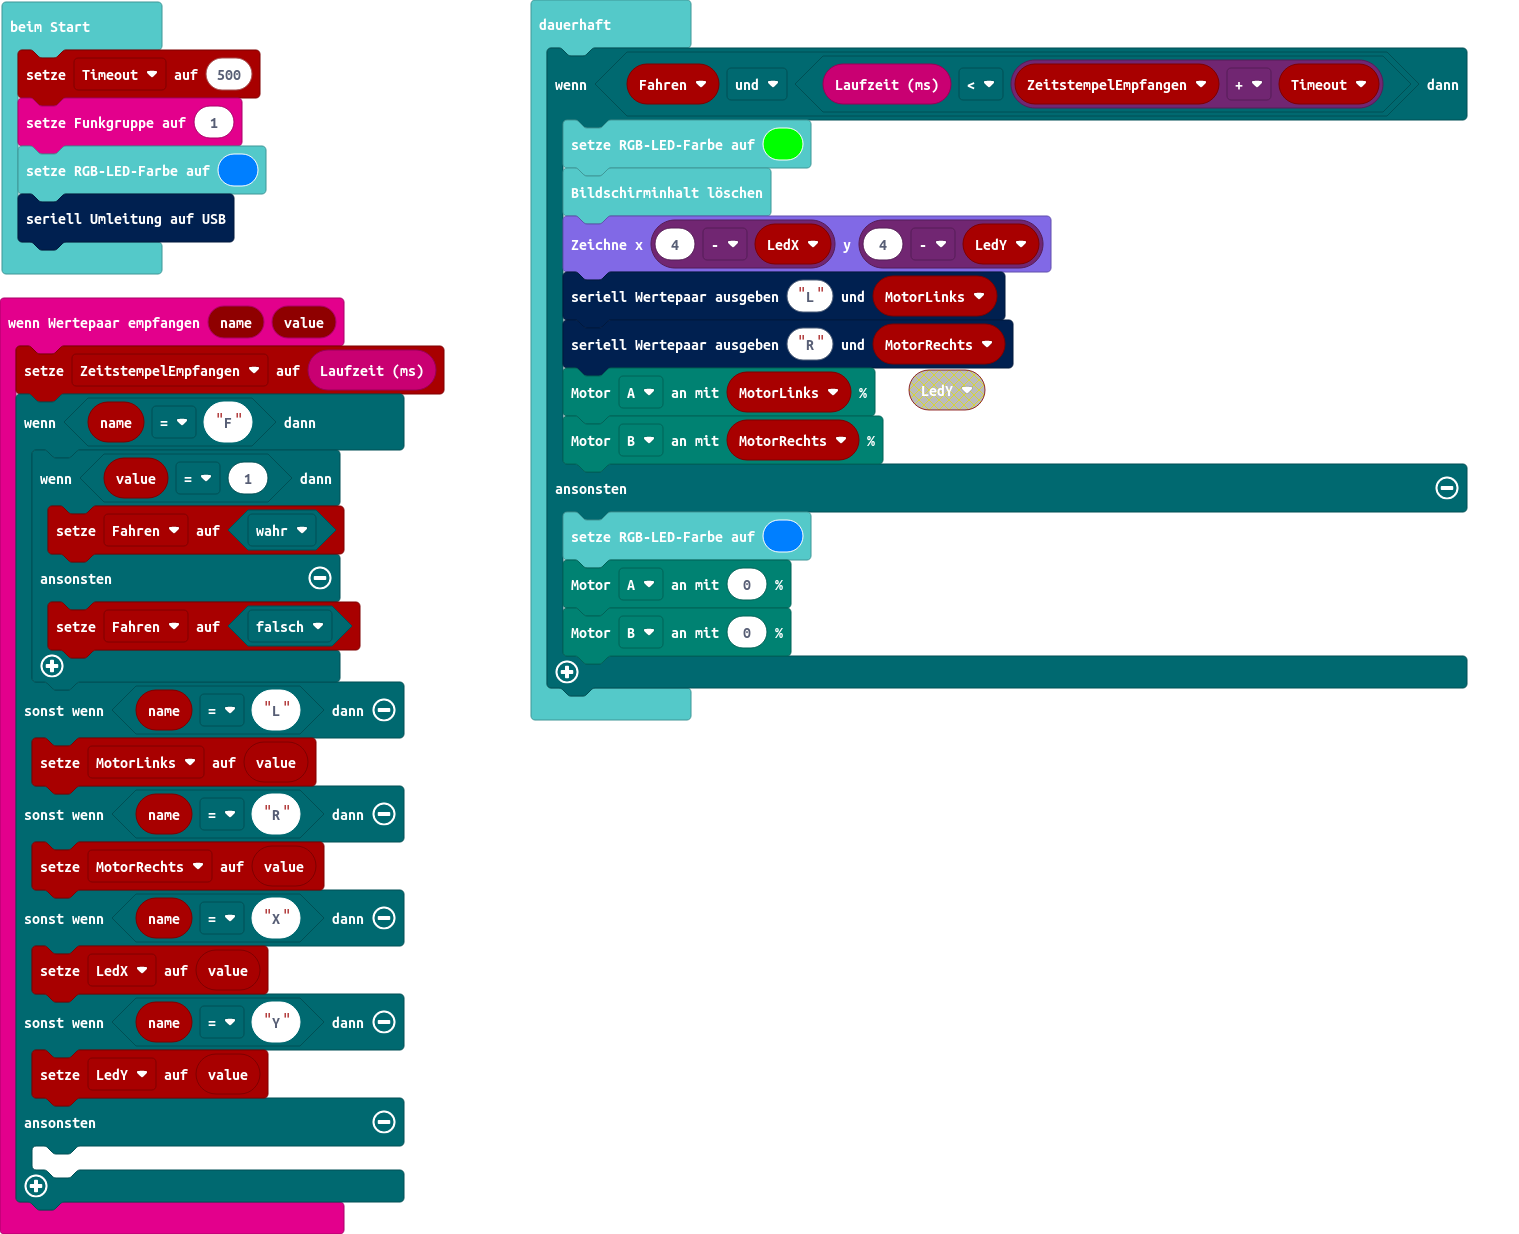 beim Start
setze Timeout auf 500
setze Funkgruppe auf 1
setze RGB-LED-Farbe auf
seriell Umleitung auf USB
wenn Wertepaar empfangen name value
setze ZeitstempelEmpfangen auf Laufzeit (ms)
wenn name = "F" dann
wenn value = 1 dann
setze Fahren auf wahr
ansonsten
setze Fahren auf falsch
sonst wenn name = "L" dann
setze MotorLinks auf value
sonst wenn name = "R" dann
setze MotorRechts auf value
sonst wenn name = "X" dann
setze LedX auf value
sonst wenn name = "Y" dann
setze LedY auf value
ansonsten
dauerhaft
wenn Fahren und Laufzeit (ms) < ZeitstempelEmpfangen + Timeout dann
setze RGB-LED-Farbe auf
Bildschirminhalt löschen
Zeichne x 4 - LedX y 4 - LedY
seriell Wertepaar ausgeben "L" und MotorLinks
seriell Wertepaar ausgeben "R" und MotorRechts
Motor A an mit MotorLinks % LedY
Motor B an mit MotorRechts %
ansonsten
setze RGB-LED-Farbe auf
Motor A an mit 0 %
Motor B an mit 0 %